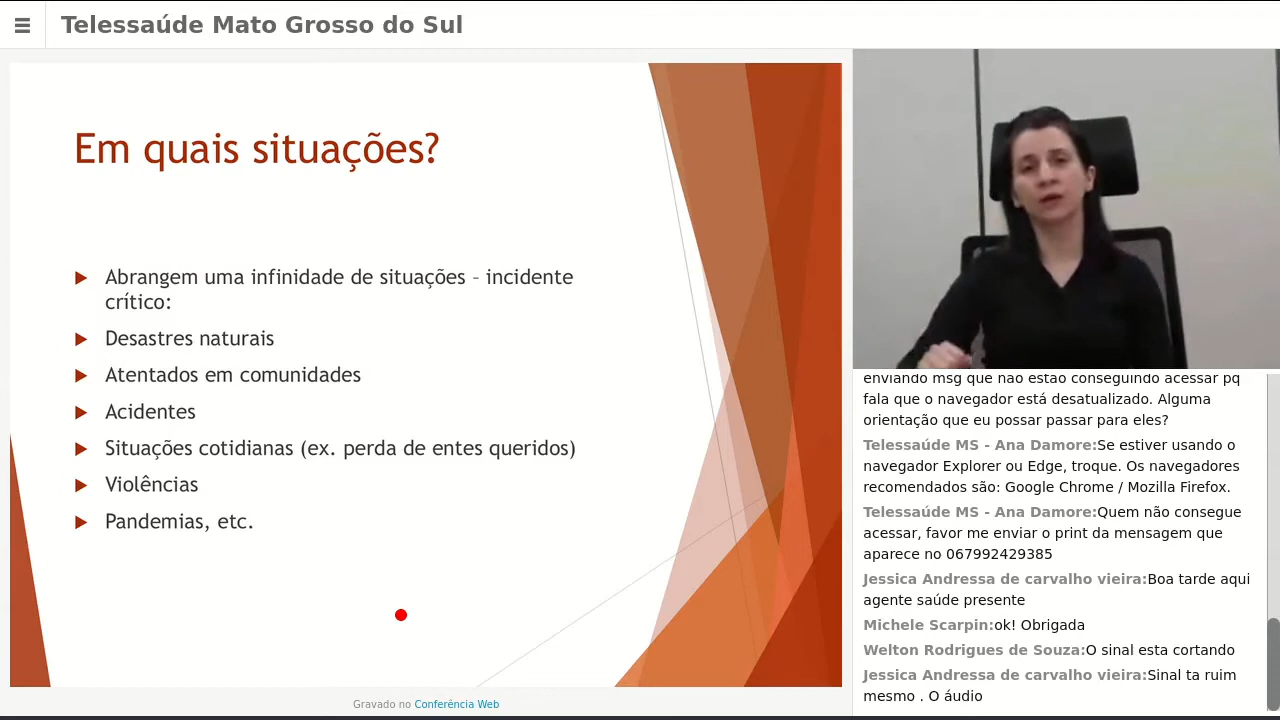 Telessaúde Mato Grosso do Sul
Em quais situações?
Abrangem uma infinidade de situações – incidente
crítico:
Desastres naturais
Atentados em comunidades
Acidentes
Situações cotidianas (ex. perda de entes queridos)
Violências
Pandemias, etc.
Gravado no Conferência Web
enviando msg que nao estao conseguindo acessar pq
fala que o navegador está desatualizado. Alguma
orientação que eu possar passar para eles?
Telessaúde MS - Ana Damore:Se estiver usando o
navegador Explorer ou Edge, troque. Os navegadores
recomendados são: Google Chrome / Mozilla Firefox.
Telessaúde MS - Ana Damore:Quem não consegue
acessar, favor me enviar o print da mensagem que
aparece no 067992429385
Jessica Andressa de carvalho vieira:Boa tarde aqui
agente saúde presente
Michele Scarpin:ok! Obrigada
Welton Rodrigues de Souza:O sinal esta cortando
Jessica Andressa de carvalho vieira:Sinal ta ruim
mesmo . O áudio